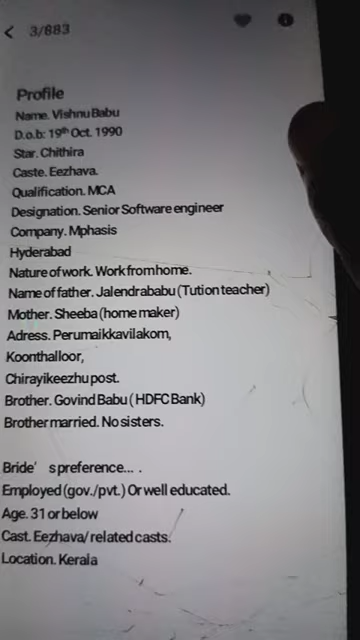 3/883
Profile
Name. Vishnu Babu
D.o.b: 19th Oct. 1990
Star. Chithira
Caste. Eezhava.
Qualification. MCA
Designation. Senior Software engineer
Company. Mphasis
Hyderabad
Nature of work. Work from home.
Name of father. Jalendrababu (Tution teacher)
Mother. Sheeba (home maker)
Adress. Perumaikkavilakom,
Koonthalloor,
Chirayikeezhu post.
Brother. Govind Babu ( HDFC Bank)
Brother married. No sisters.
Bride' s preference... .
Employed (gov./pvt.) Or well educated.
Age. 31 or below
Cast. Eezhava/ related casts.
Location. Kerala